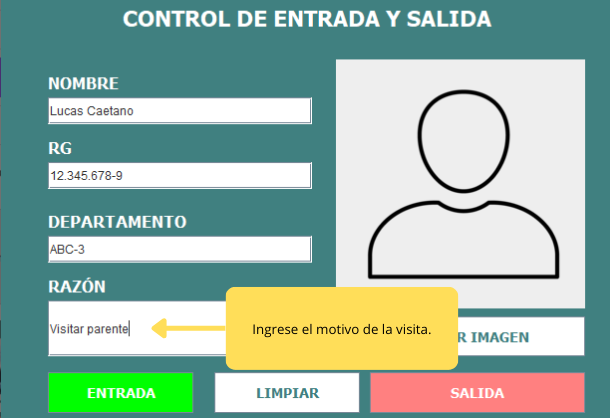 CONTROL DE ENTRADA Y SALIDA
NOMBRE
Lucas Caetano
RG
12.345.678-9
DEPARTAMENTO
ABC-3
RAZÓN
Visitar parente
Ingrese el motivo de la visita.
R IMAGEN
ENTRADA
LIMPIAR
SALIDA